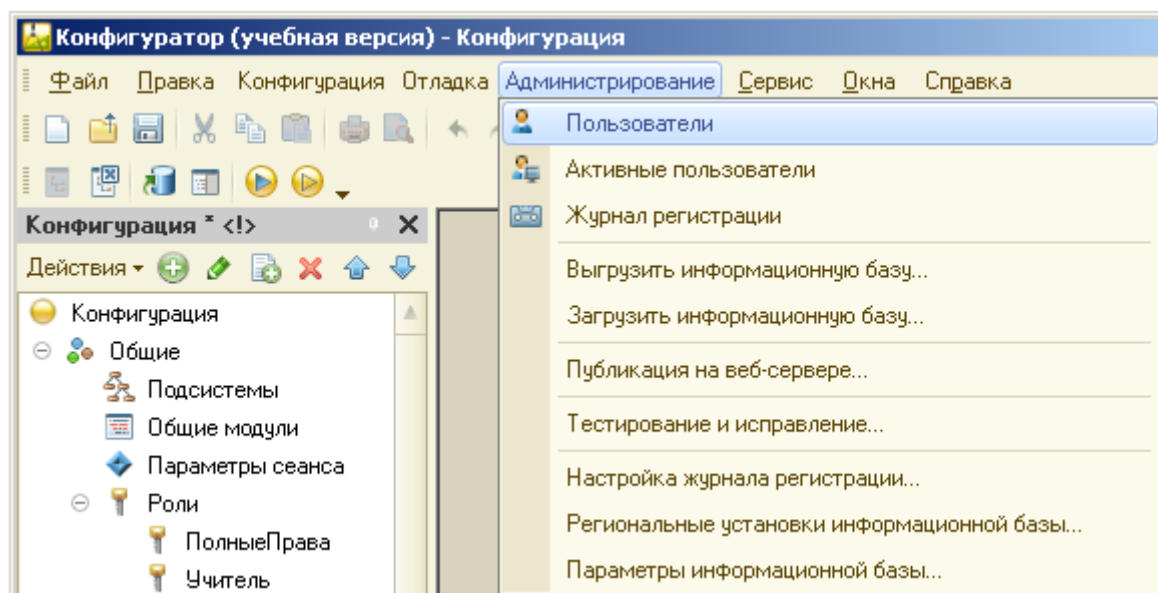 Конфигуратор (учебная версия) - Конфигурация
Файл Правка Конфигурация Отладка Администрирование Сервис Окна Справка
Пользователи
Активные пользователи
Журнал регистрации
Выгрузить информационную базу...
Загрузить информационную базу...
Публикация на веб-сервере...
Тестирование и исправление...
Настройка журнала регистрации...
Региональные установки информационной базы...
Параметры информационной базы...
Конфигурация * <!>
Действия
Конфигурация
Общие
Подсистемы
Общие модули
Параметры сеанса
Роли
ПолныеПрава
Учитель